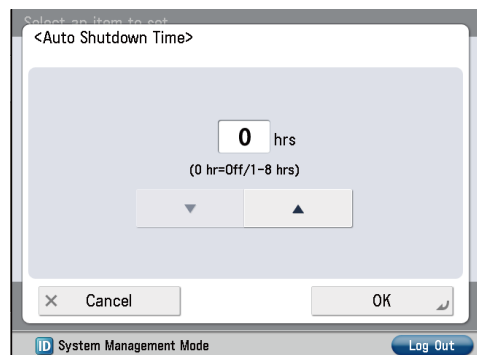 Select an item to set.
<Auto Shutdown Time>
0 hrs
(0 hr=Off/1-8 hrs)
▼ ▲
× Cancel
OK
ID System Management Mode
Log Out